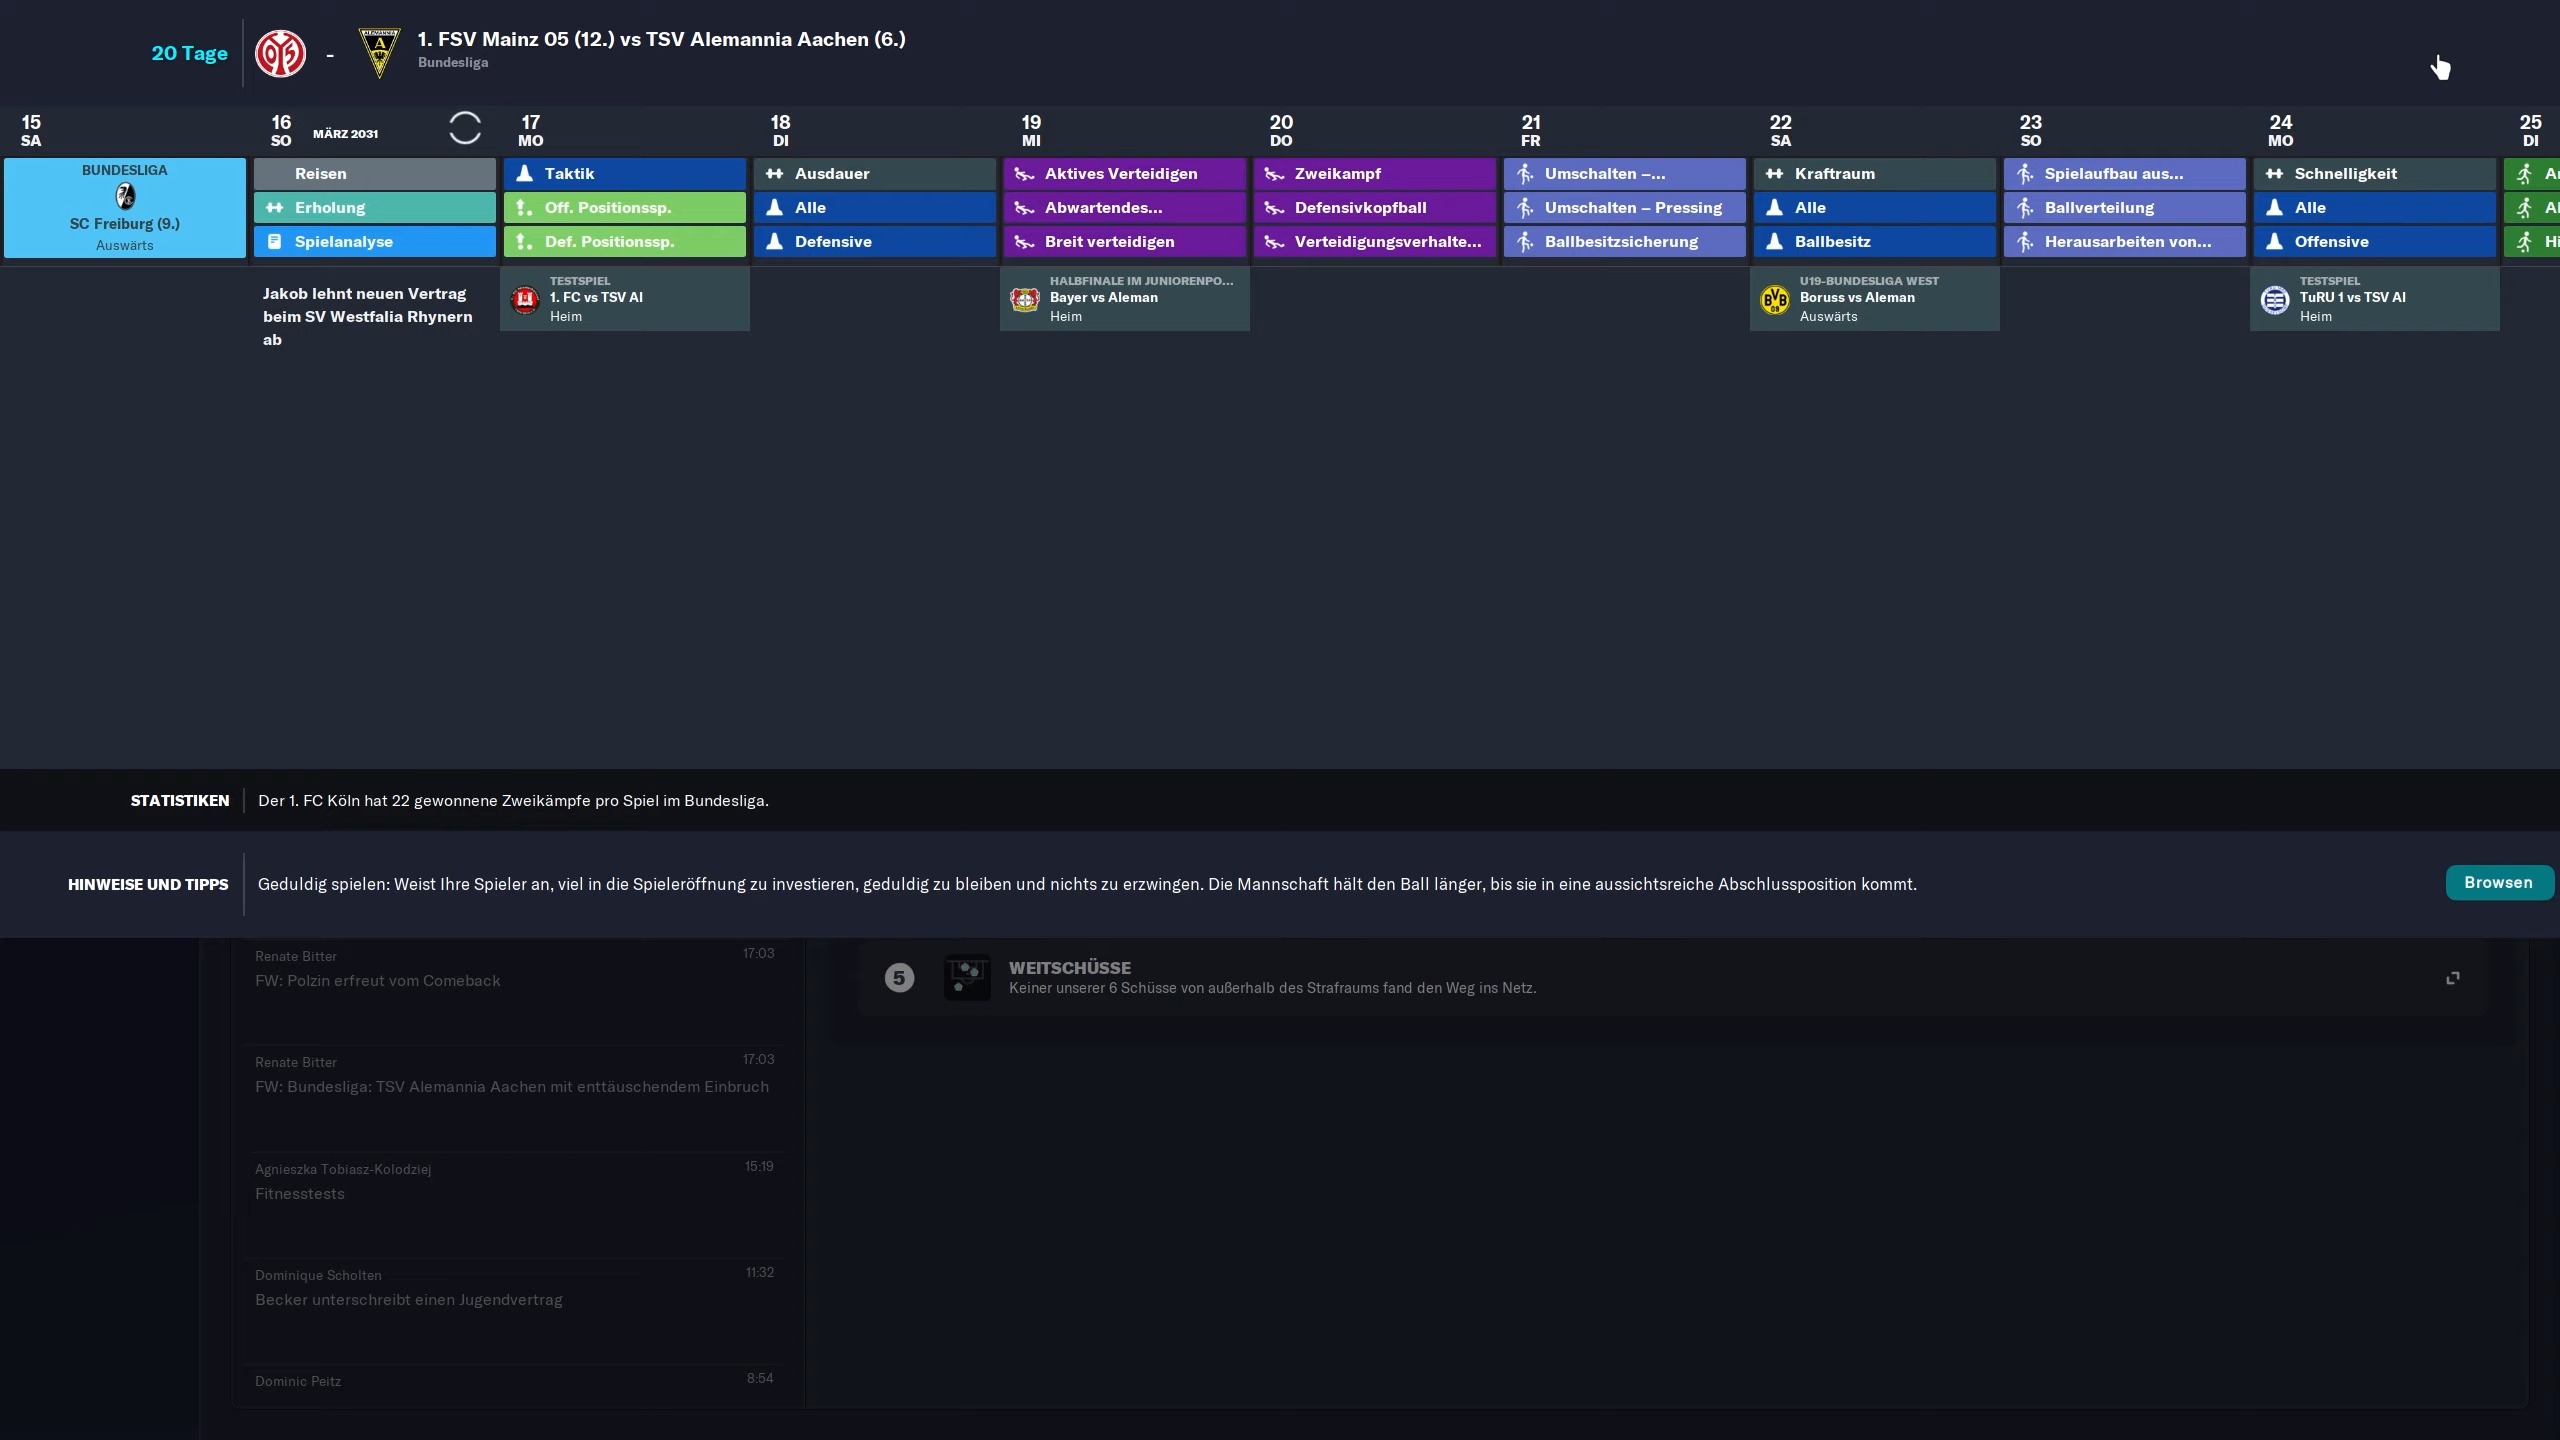 20 Tage
1. FSV Mainz 05 (12.) vs TSV Alemannia Aachen (6.)
Bundesliga
15
SA
16
SO
MÄRZ 2031
17
MO
18
DI
19
MI
20
DO
21
FR
22
SA
23
SO
24
MO
25
DI
BUNDESLIGA
SC Freiburg (9.)
Auswärts
Reisen
Erholung
Spielanalyse
Taktik
Off. Positionssp.
Def. Positionssp.
Ausdauer
Alle
Defensive
Aktives Verteidigen
Abwartendes...
Breit verteidigen
Zweikampf
Defensivkopfball
Verteidigungsverhalte...
Umschalten –...
Umschalten – Pressing
Ballbesitzsicherung
Kraftraum
Alle
Ballbesitz
Spielaufbau aus...
Ballverteilung
Herausarbeiten von...
Schnelligkeit
Alle
Offensive
Jakob lehnt neuen Vertrag
beim SV Westfalia Rhynern
ab
TESTSPIEL
1. FC vs TSV Al
Heim
HALBFINALE IM JUNIORENPO...
Bayer vs Aleman
Heim
U19-BUNDESLIGA WEST
Boruss vs Aleman
Auswärts
TESTSPIEL
TuRU 1 vs TSV Al
Heim
STATISTIKEN
Der 1. FC Köln hat 22 gewonnene Zweikämpfe pro Spiel im Bundesliga.
HINWEISE UND TIPPS
Geduldig spielen: Weist Ihre Spieler an, viel in die Spieleröffnung zu investieren, geduldig zu bleiben und nichts zu erzwingen. Die Mannschaft hält den Ball länger, bis sie in eine aussichtsreiche Abschlussposition kommt.
Browsen
Renate Bitter
17:03
FW: Polzin erfreut vom Comeback
Renate Bitter
17:03
FW: Bundesliga: TSV Alemannia Aachen mit enttäuschendem Einbruch
Agnieszka Tobiasz-Kolodziej
15:19
Fitnesstests
Dominique Scholten
11:32
Becker unterschreibt einen Jugendvertrag
Dominic Peitz
8:54
5
WEITSCHÜSSE
Keiner unserer 6 Schüsse von außerhalb des Strafraums fand den Weg ins Netz.